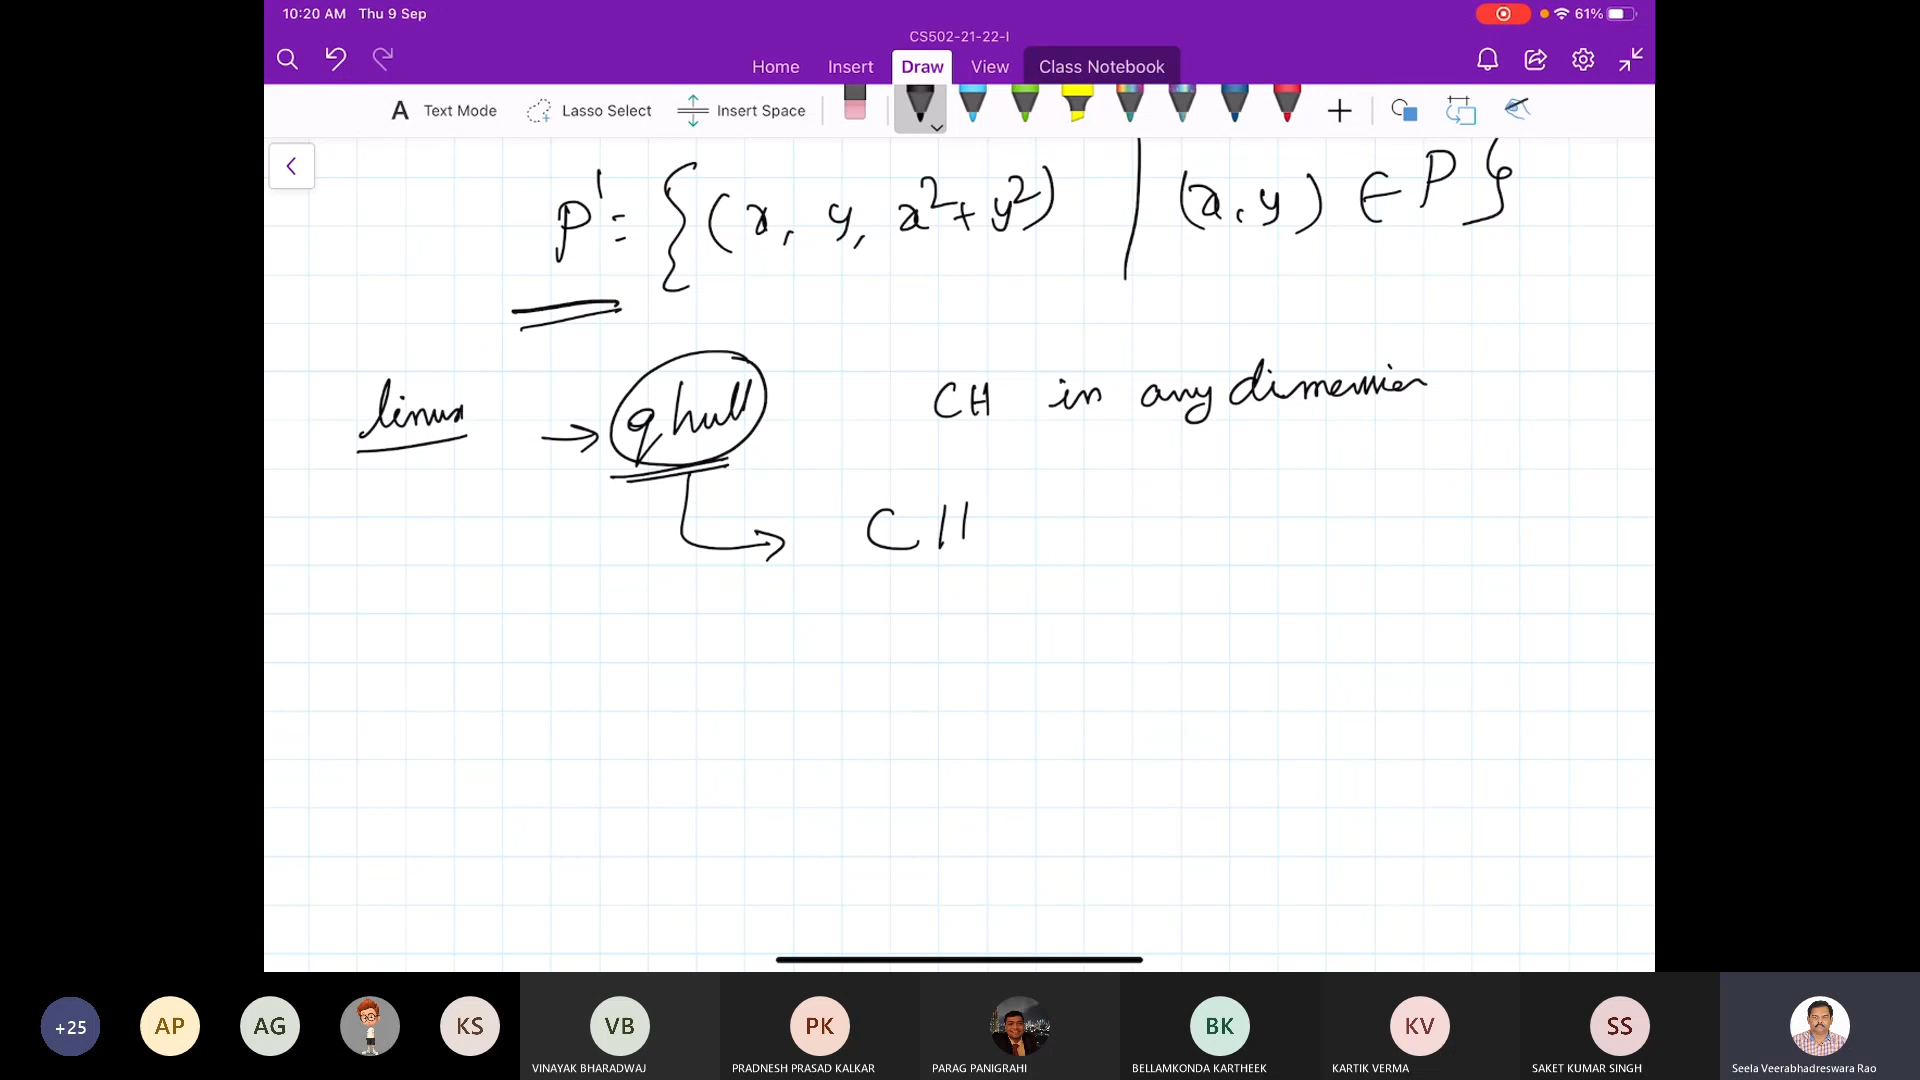 10:20 AM Thu 9 Sep
61%
CS502-21-22-I
Home Insert Draw View Class Notebook
A Text Mode Lasso Select Insert Space
P' = {(x, y, x²+y²) | (x, y) ∈ P}
linux → qhull CH in any dimension
C
+25 AP AG KS VB PK BK KV SS
VINAYAK BHARADWAJ PRADNESH PRASAD KALKAR PARAG PANIGRAHI BELLAMKONDA KARTHEEK KARTIK VERMA SAKET KUMAR SINGH Seela Veerabhadreswara Rao